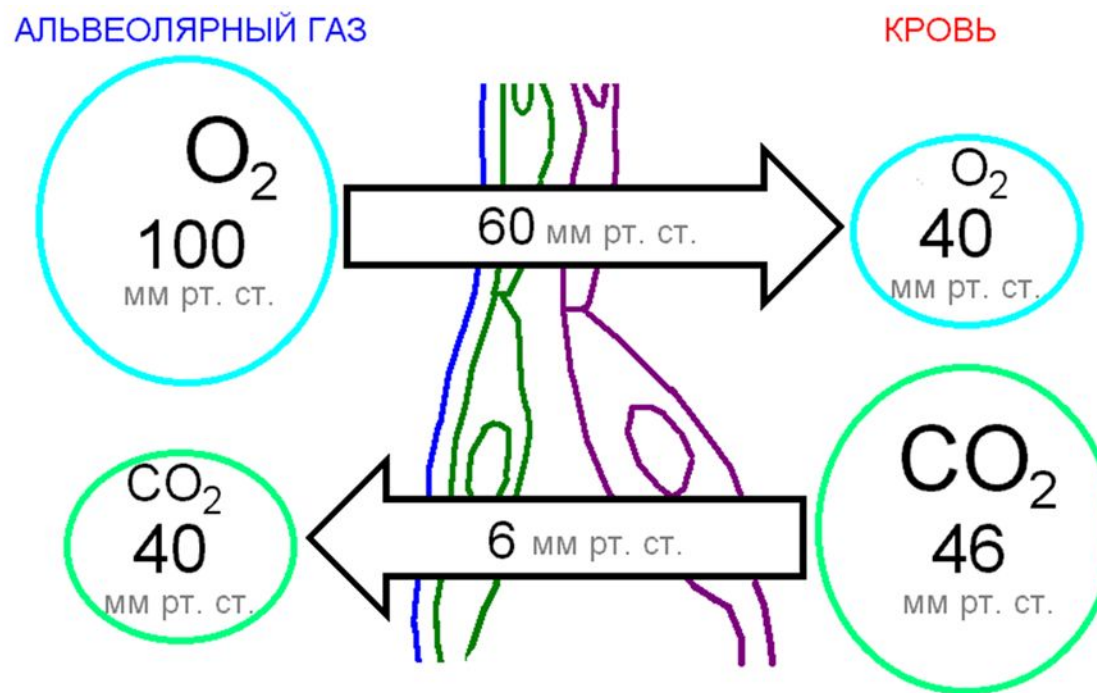 АЛЬВЕОЛЯРНЫЙ ГАЗ
КРОВЬ
O2
100
мм рт. ст.
60 мм рт. ст.
O2
40
мм рт. ст.
CO2
40
мм рт. ст.
6 мм рт. ст.
CO2
46
мм рт. ст.